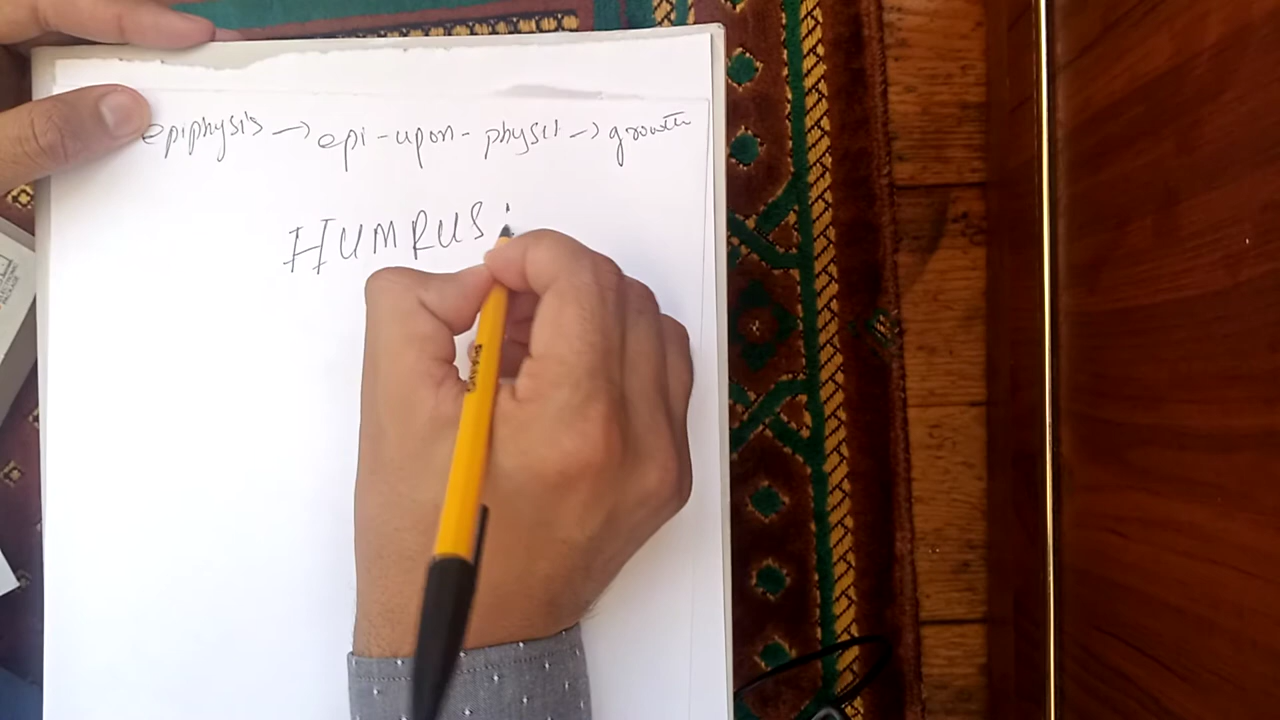 epiphysis → epi-upon- physis → growth
HUMRUS: